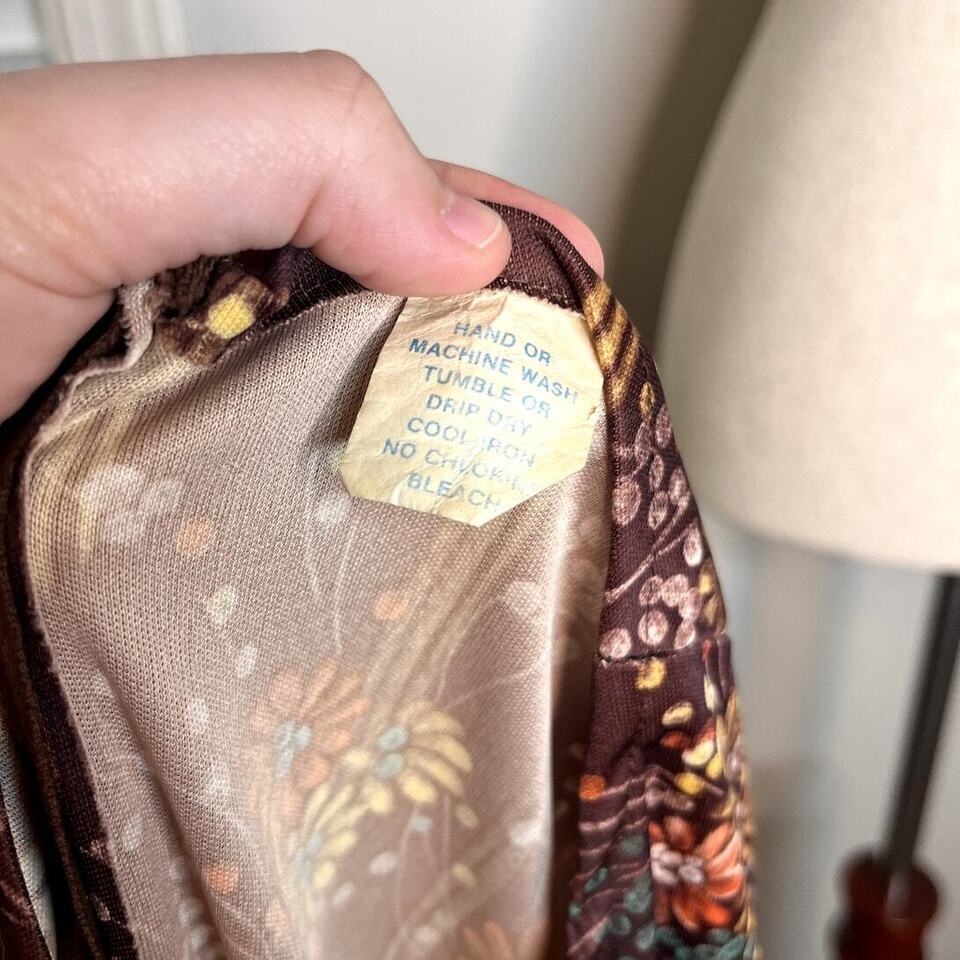 HAND OR
MACHINE WASH
TUMBLE OR
DRIP DRY
COOL IRON
NO CHLORINE
BLEACH